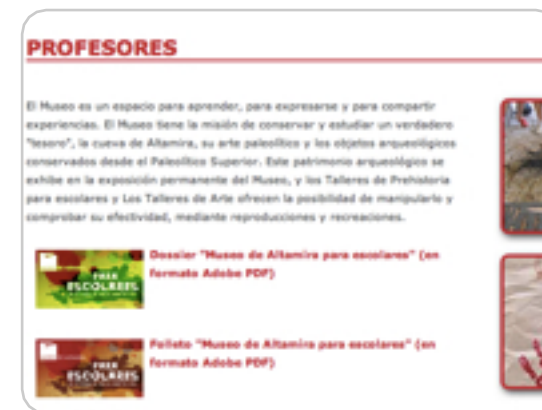 PROFESORES
El Museo es un espacio para aprender, para expresarse y para compartir
experiencias. El Museo tiene la misión de conservar y estudiar un verdadero
"tesoro", la cueva de Altamira, su arte paleolítico y los objetos arqueológicos
conservados desde el Paleolítico Superior. Este patrimonio arqueológico se
exhibe en la exposición permanente del Museo, y los Talleres de Prehistoria
para escolares y Los Talleres de Arte ofrecen la posibilidad de manipularlo y
comprobar su efectividad, mediante reproducciones y recreaciones.
Dossier "Museo de Altamira para escolares" (en
formato Adobe PDF)
PARA
ESCOLARES
Folleto "Museo de Altamira para escolares" (en
formato Adobe PDF)
PARA
ESCOLARES